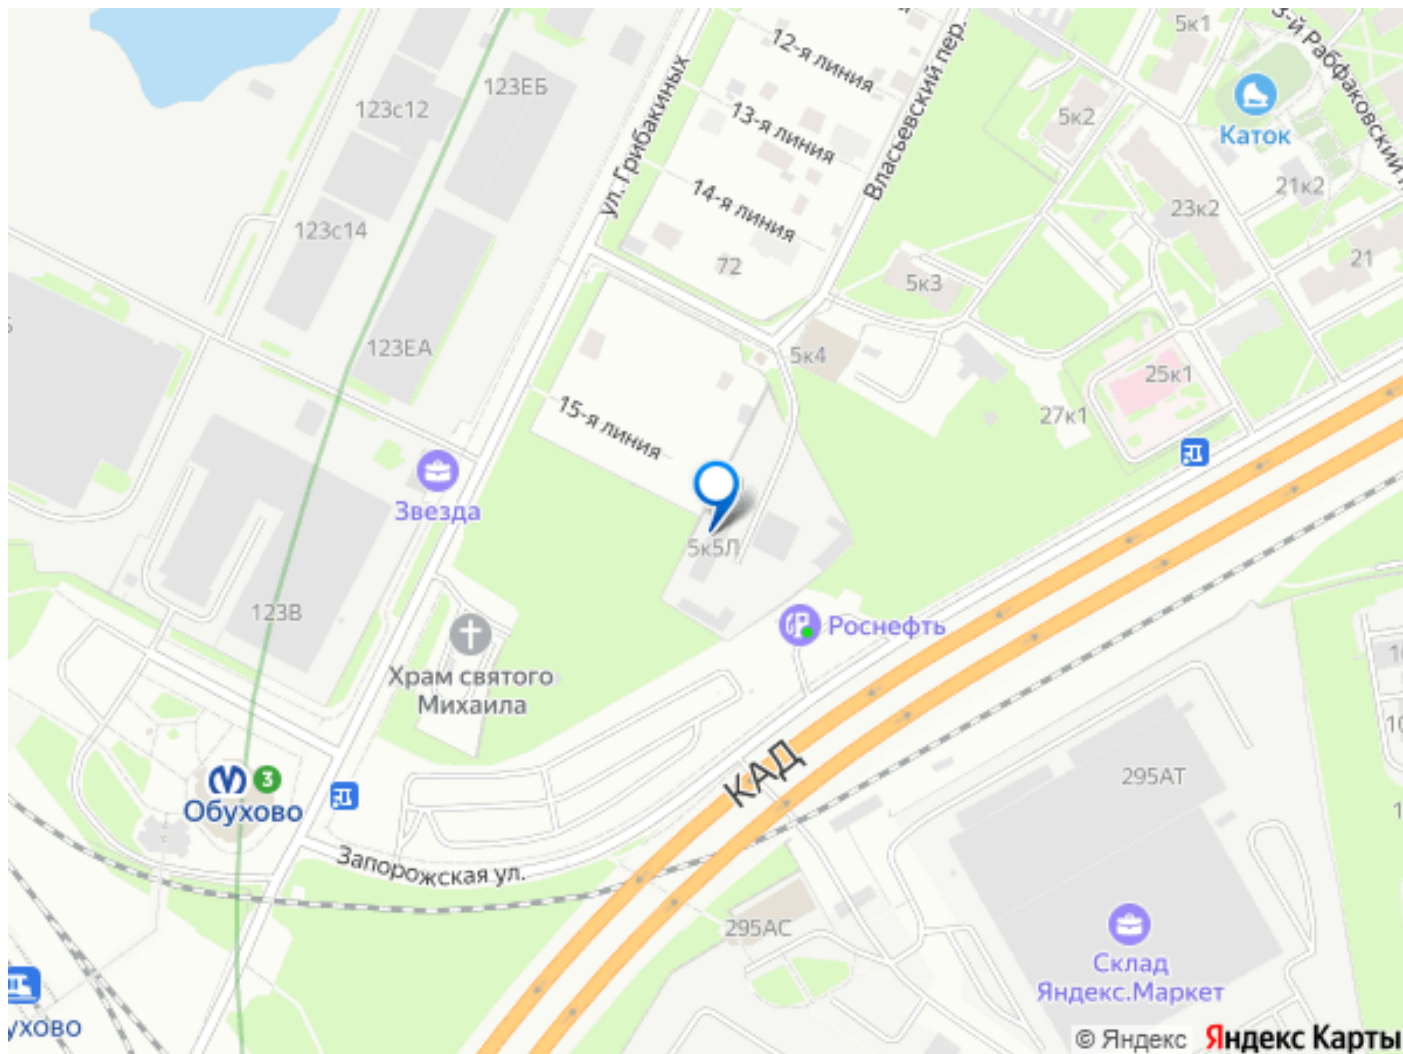 12-я линия
5к1
3-й Рабфаковский
123ЕБ
123с12
ул. Грибакиных
13-я линия
Власьевский пер.
5к2
Каток
14-я линия
21к2
23к2
123с14
72
5к3
21
123ЕА
5к4
25к1
15-я линия
27к1
Звезда
5к5Л
123В
Роснефть
Храм святого
Михаила
КАД
295АТ
3
Обухово
Запорожская ул.
295АС
Склад
Яндекс.Маркет
ухово
© Яндекс Яндекс Карты